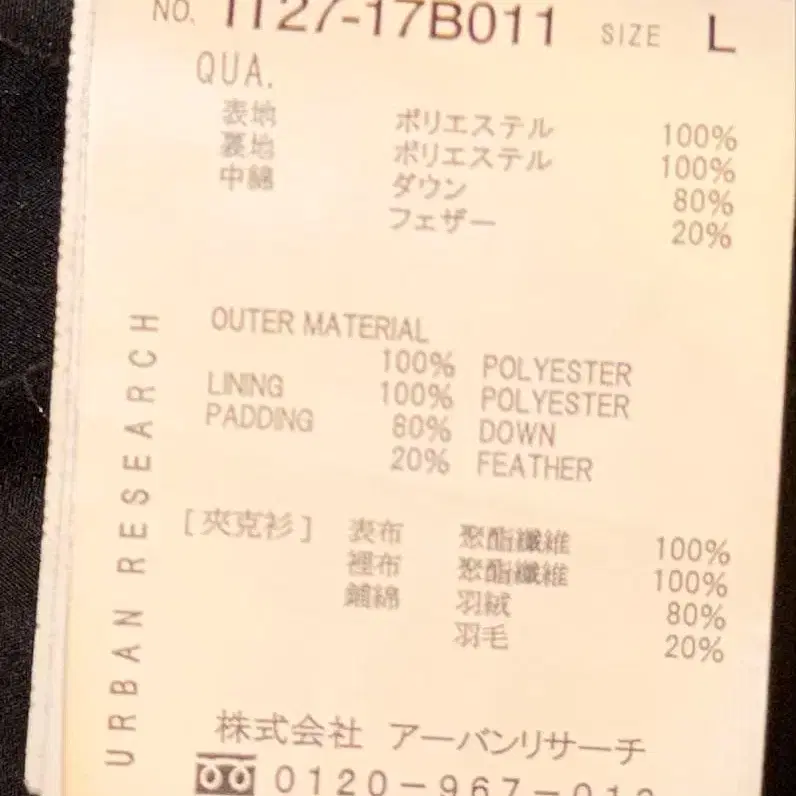 NO. IT27-17B011 SIZE L
QUA.
表地 ポリエステル 100%
裏地 ポリエステル 100%
中綿 ダウン 80%
フェザー 20%
OUTER MATERIAL
100% POLYESTER
LINING 100% POLYESTER
PADDING 80% DOWN
20% FEATHER
[夾克衫] 表布 聚酯纖維 100%
裡布 聚酯纖維 100%
鋪綿 羽絨 80%
羽毛 20%
URBAN RESEARCH
株式会社 アーバンリサーチ
0120-967-012